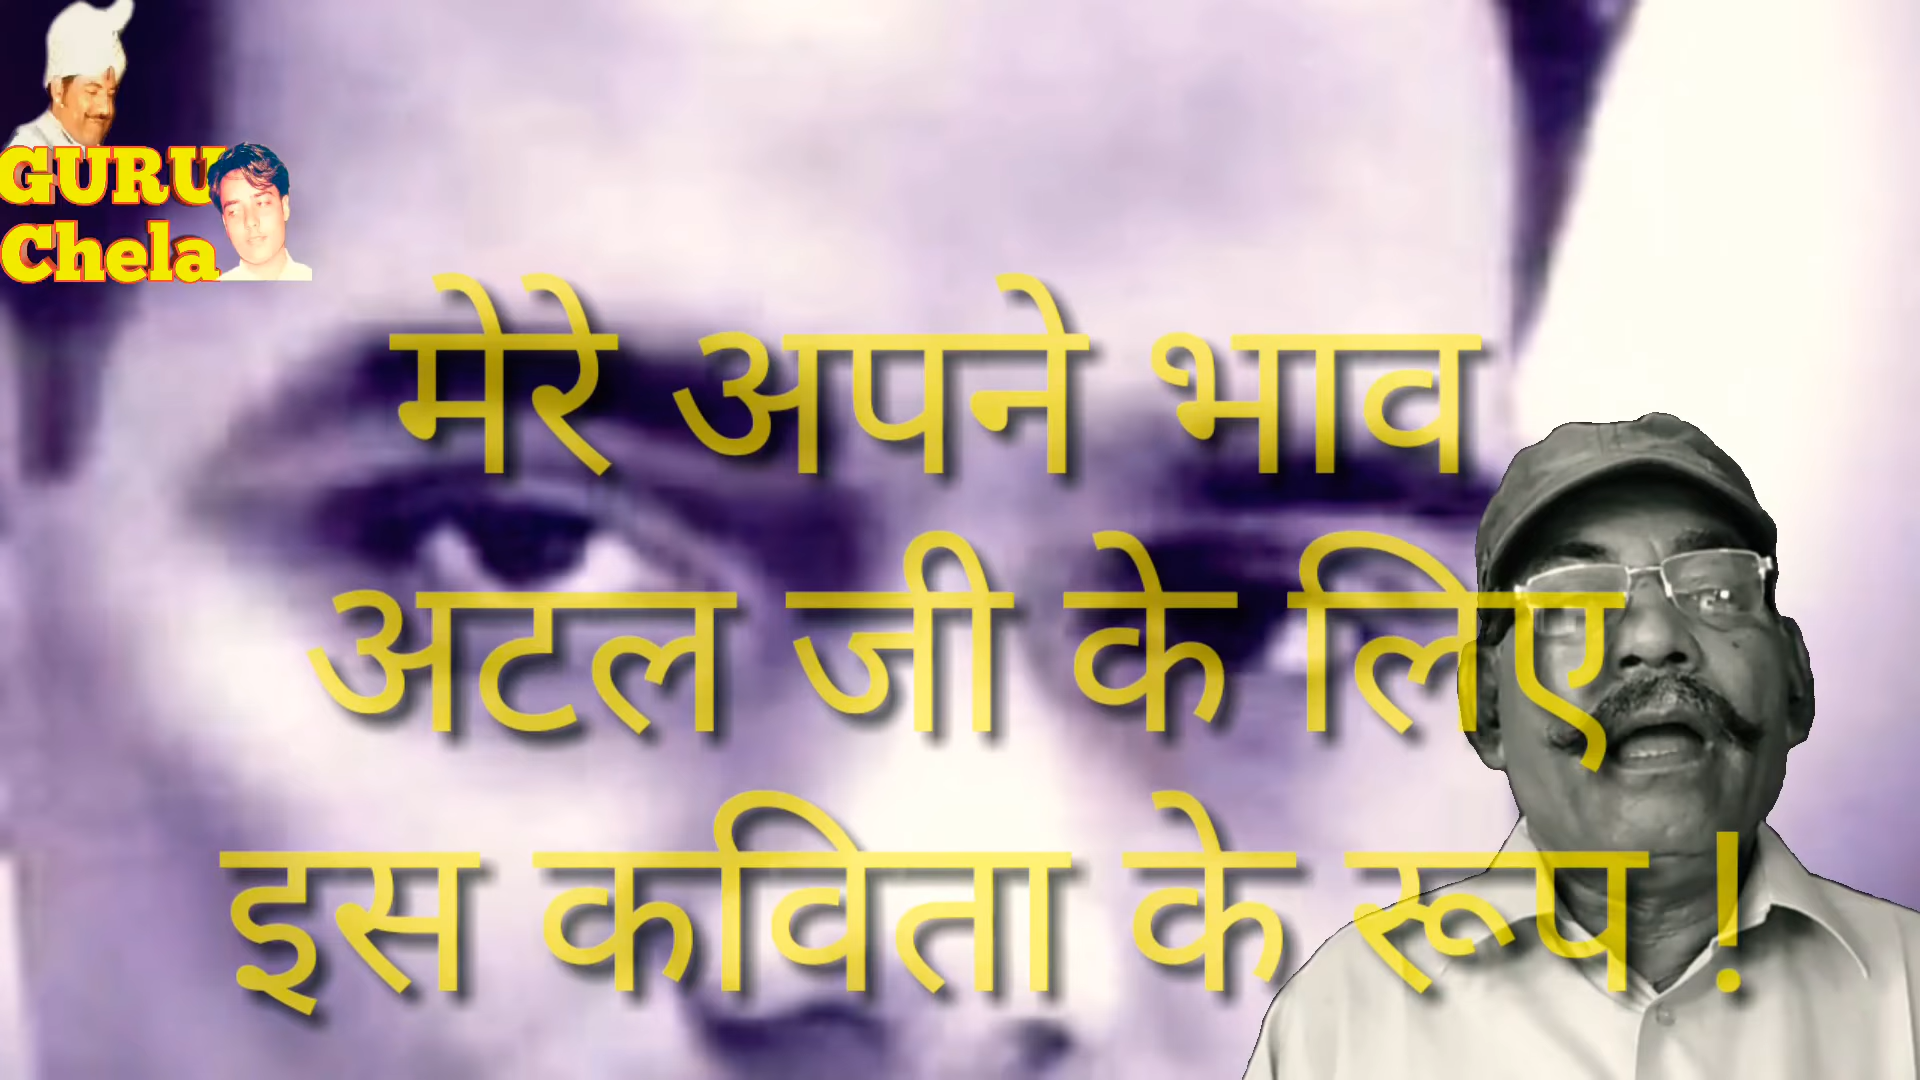 GURU
Chela
मेरे अपने भाव
अटल जी के लिए
इस कविता के रूप !